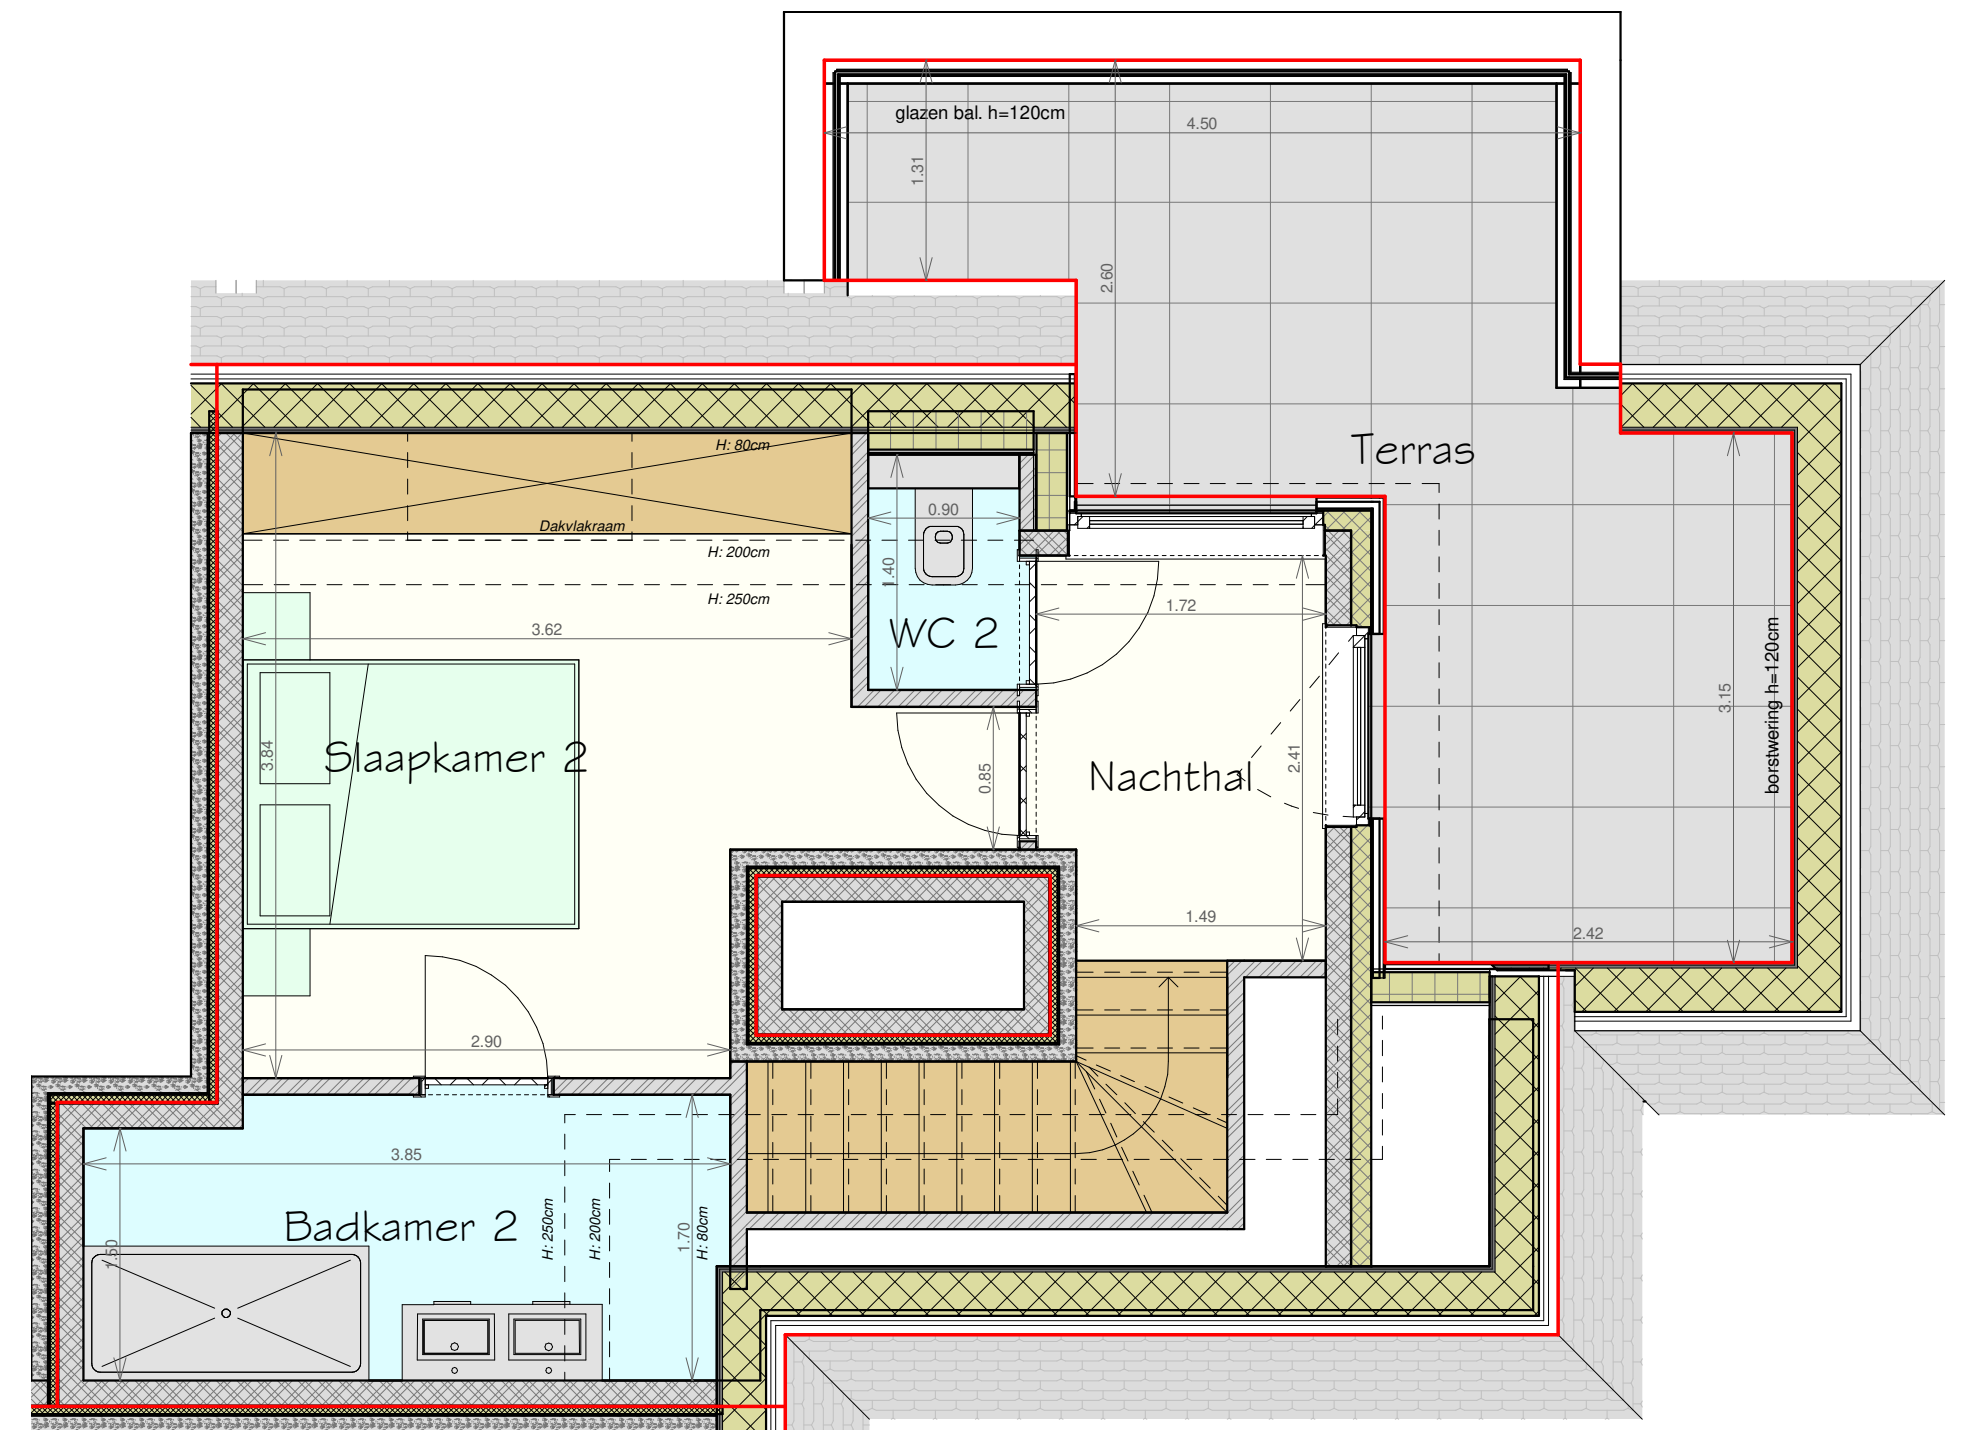 glazen bal. h=120cm
4.50
1.31
2.60
Terras
H: 80cm
Dakvlakraam
H: 200cm
H: 250cm
0.90
1.40
WC 2
1.72
3.62
3.84
Slaapkamer 2
0.85
Nachthal
2.41
3.15
borstwering h=120cm
1.49
2.42
2.90
3.85
Badkamer 2
1.50
H: 250cm
H: 200cm
1.70
H: 80cm